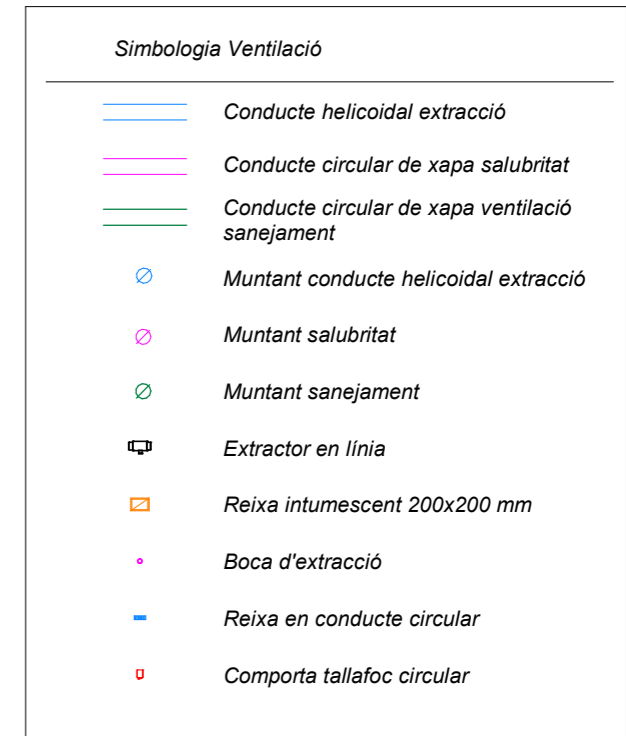 Simbologia Ventilació
Conducte helicoidal extracció
Conducte circular de xapa salubritat
Conducte circular de xapa ventilació
sanejament
Muntant conducte helicoidal extracció
Muntant salubritat
Muntant sanejament
Extractor en línia
Reixa intumescent 200x200 mm
Boca d'extracció
Reixa en conducte circular
Comporta tallafoc circular